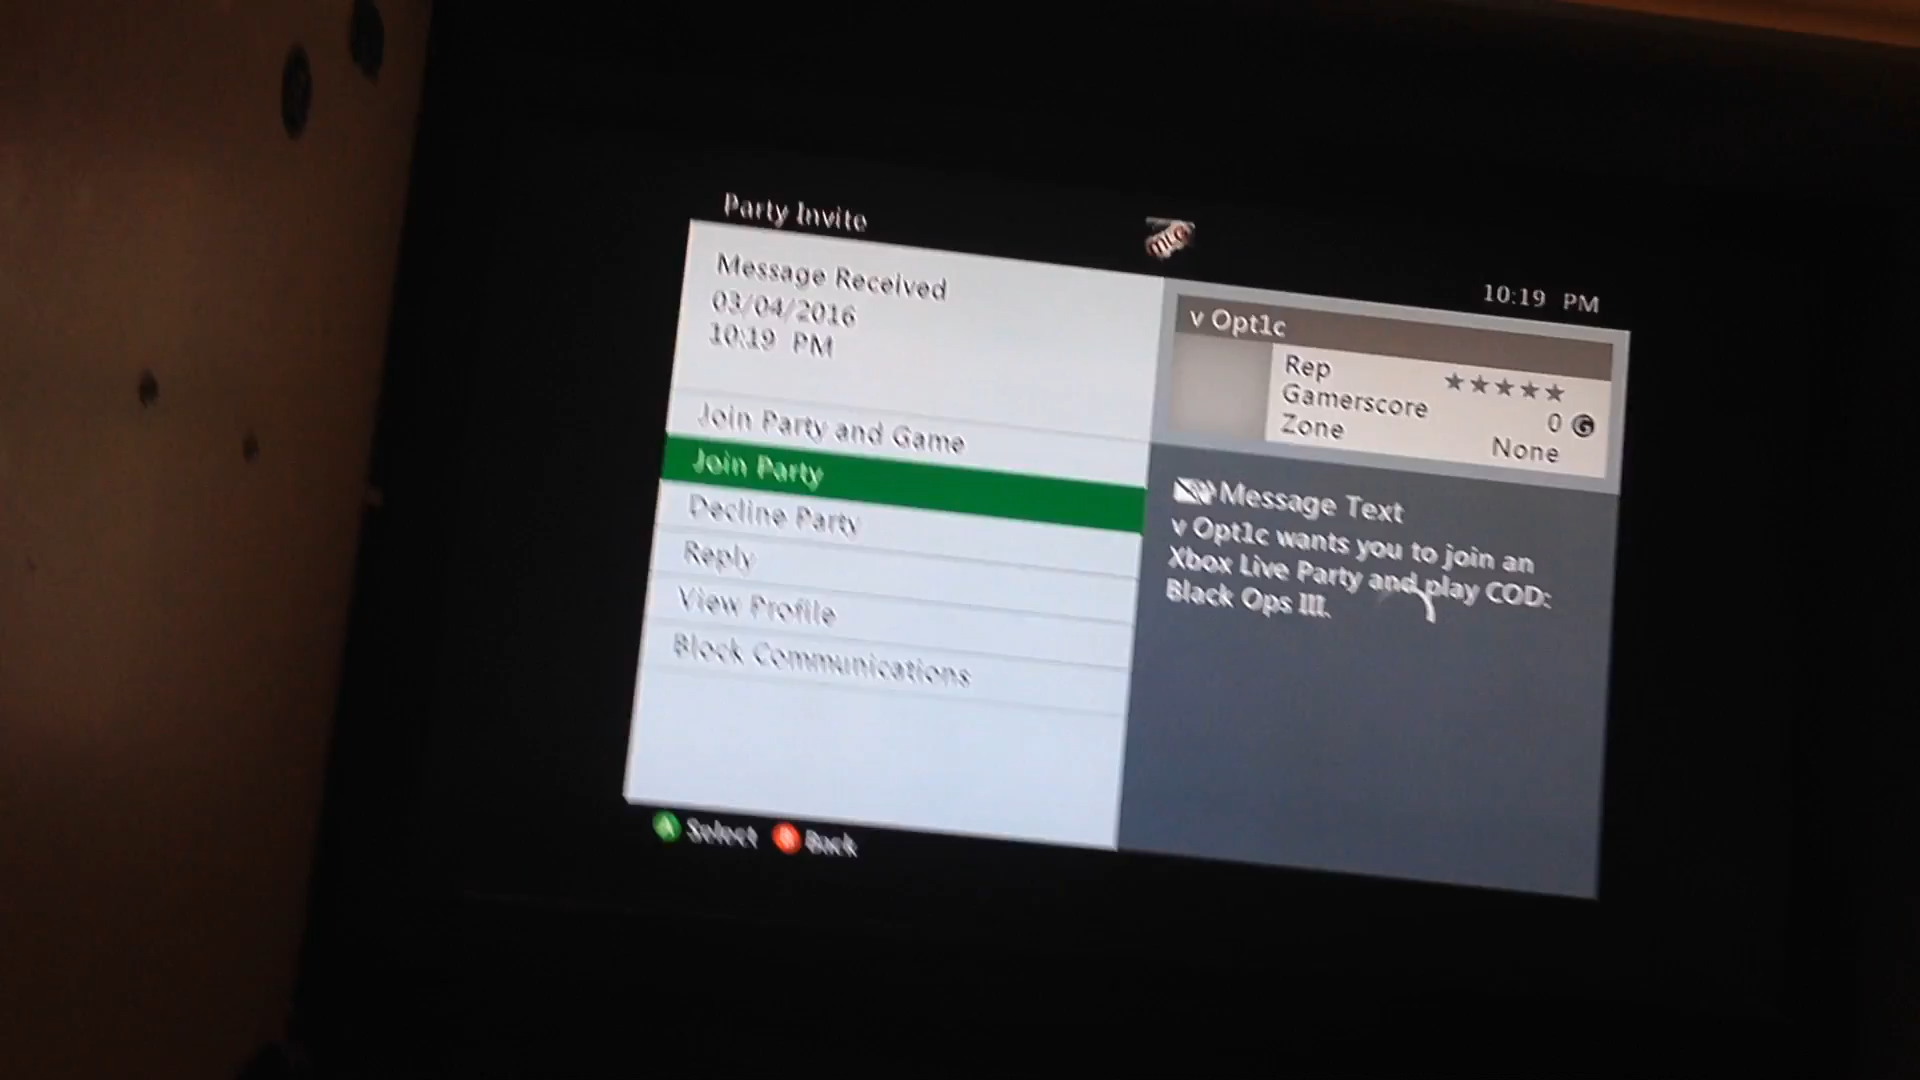 Party Invite
MLG
10:19 PM
Message Received
03/04/2016
10:19 PM
Join Party and Game
Join Party
Decline Party
Reply
View Profile
Block Communications
v Opt1c
Rep ★★★★★
Gamerscore 0 G
Zone None
Message Text
v Opt1c wants you to join an
Xbox Live Party and play COD:
Black Ops III.
A Select B Back